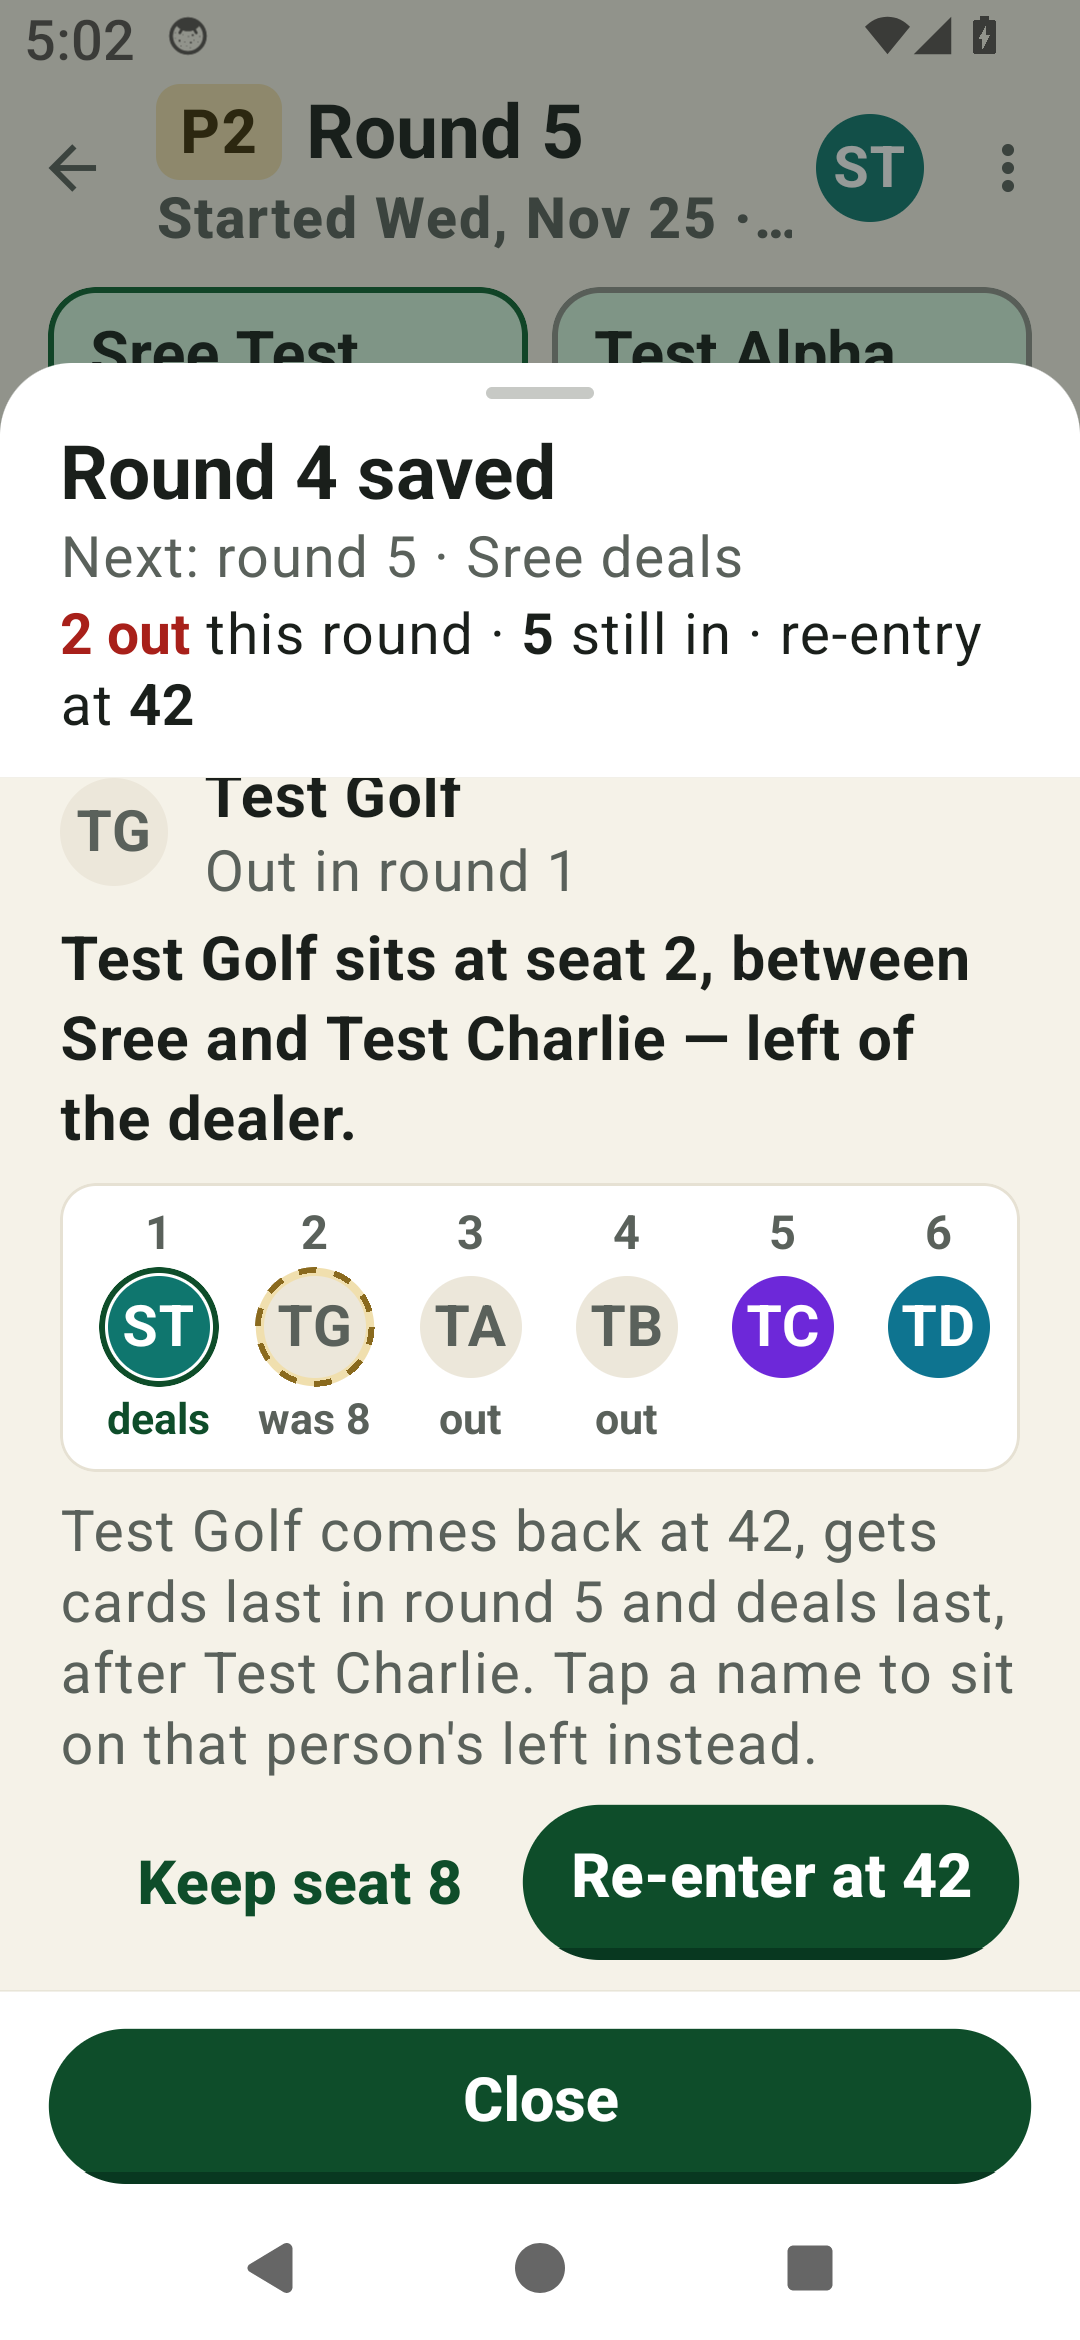 5:02
P2 Round 5
ST
Started Wed, Nov 25 ·…
Sree Test
Test Alpha
Round 4 saved
Next: round 5 · Sree deals
2 out this round · 5 still in · re-entry
at 42
TG
Test Golf
Out in round 1
Test Golf sits at seat 2, between
Sree and Test Charlie — left of
the dealer.
1 2 3 4 5 6
ST TG TA TB TC TD
deals was 8 out out
Test Golf comes back at 42, gets
cards last in round 5 and deals last,
after Test Charlie. Tap a name to sit
on that person's left instead.
Keep seat 8
Re-enter at 42
Close